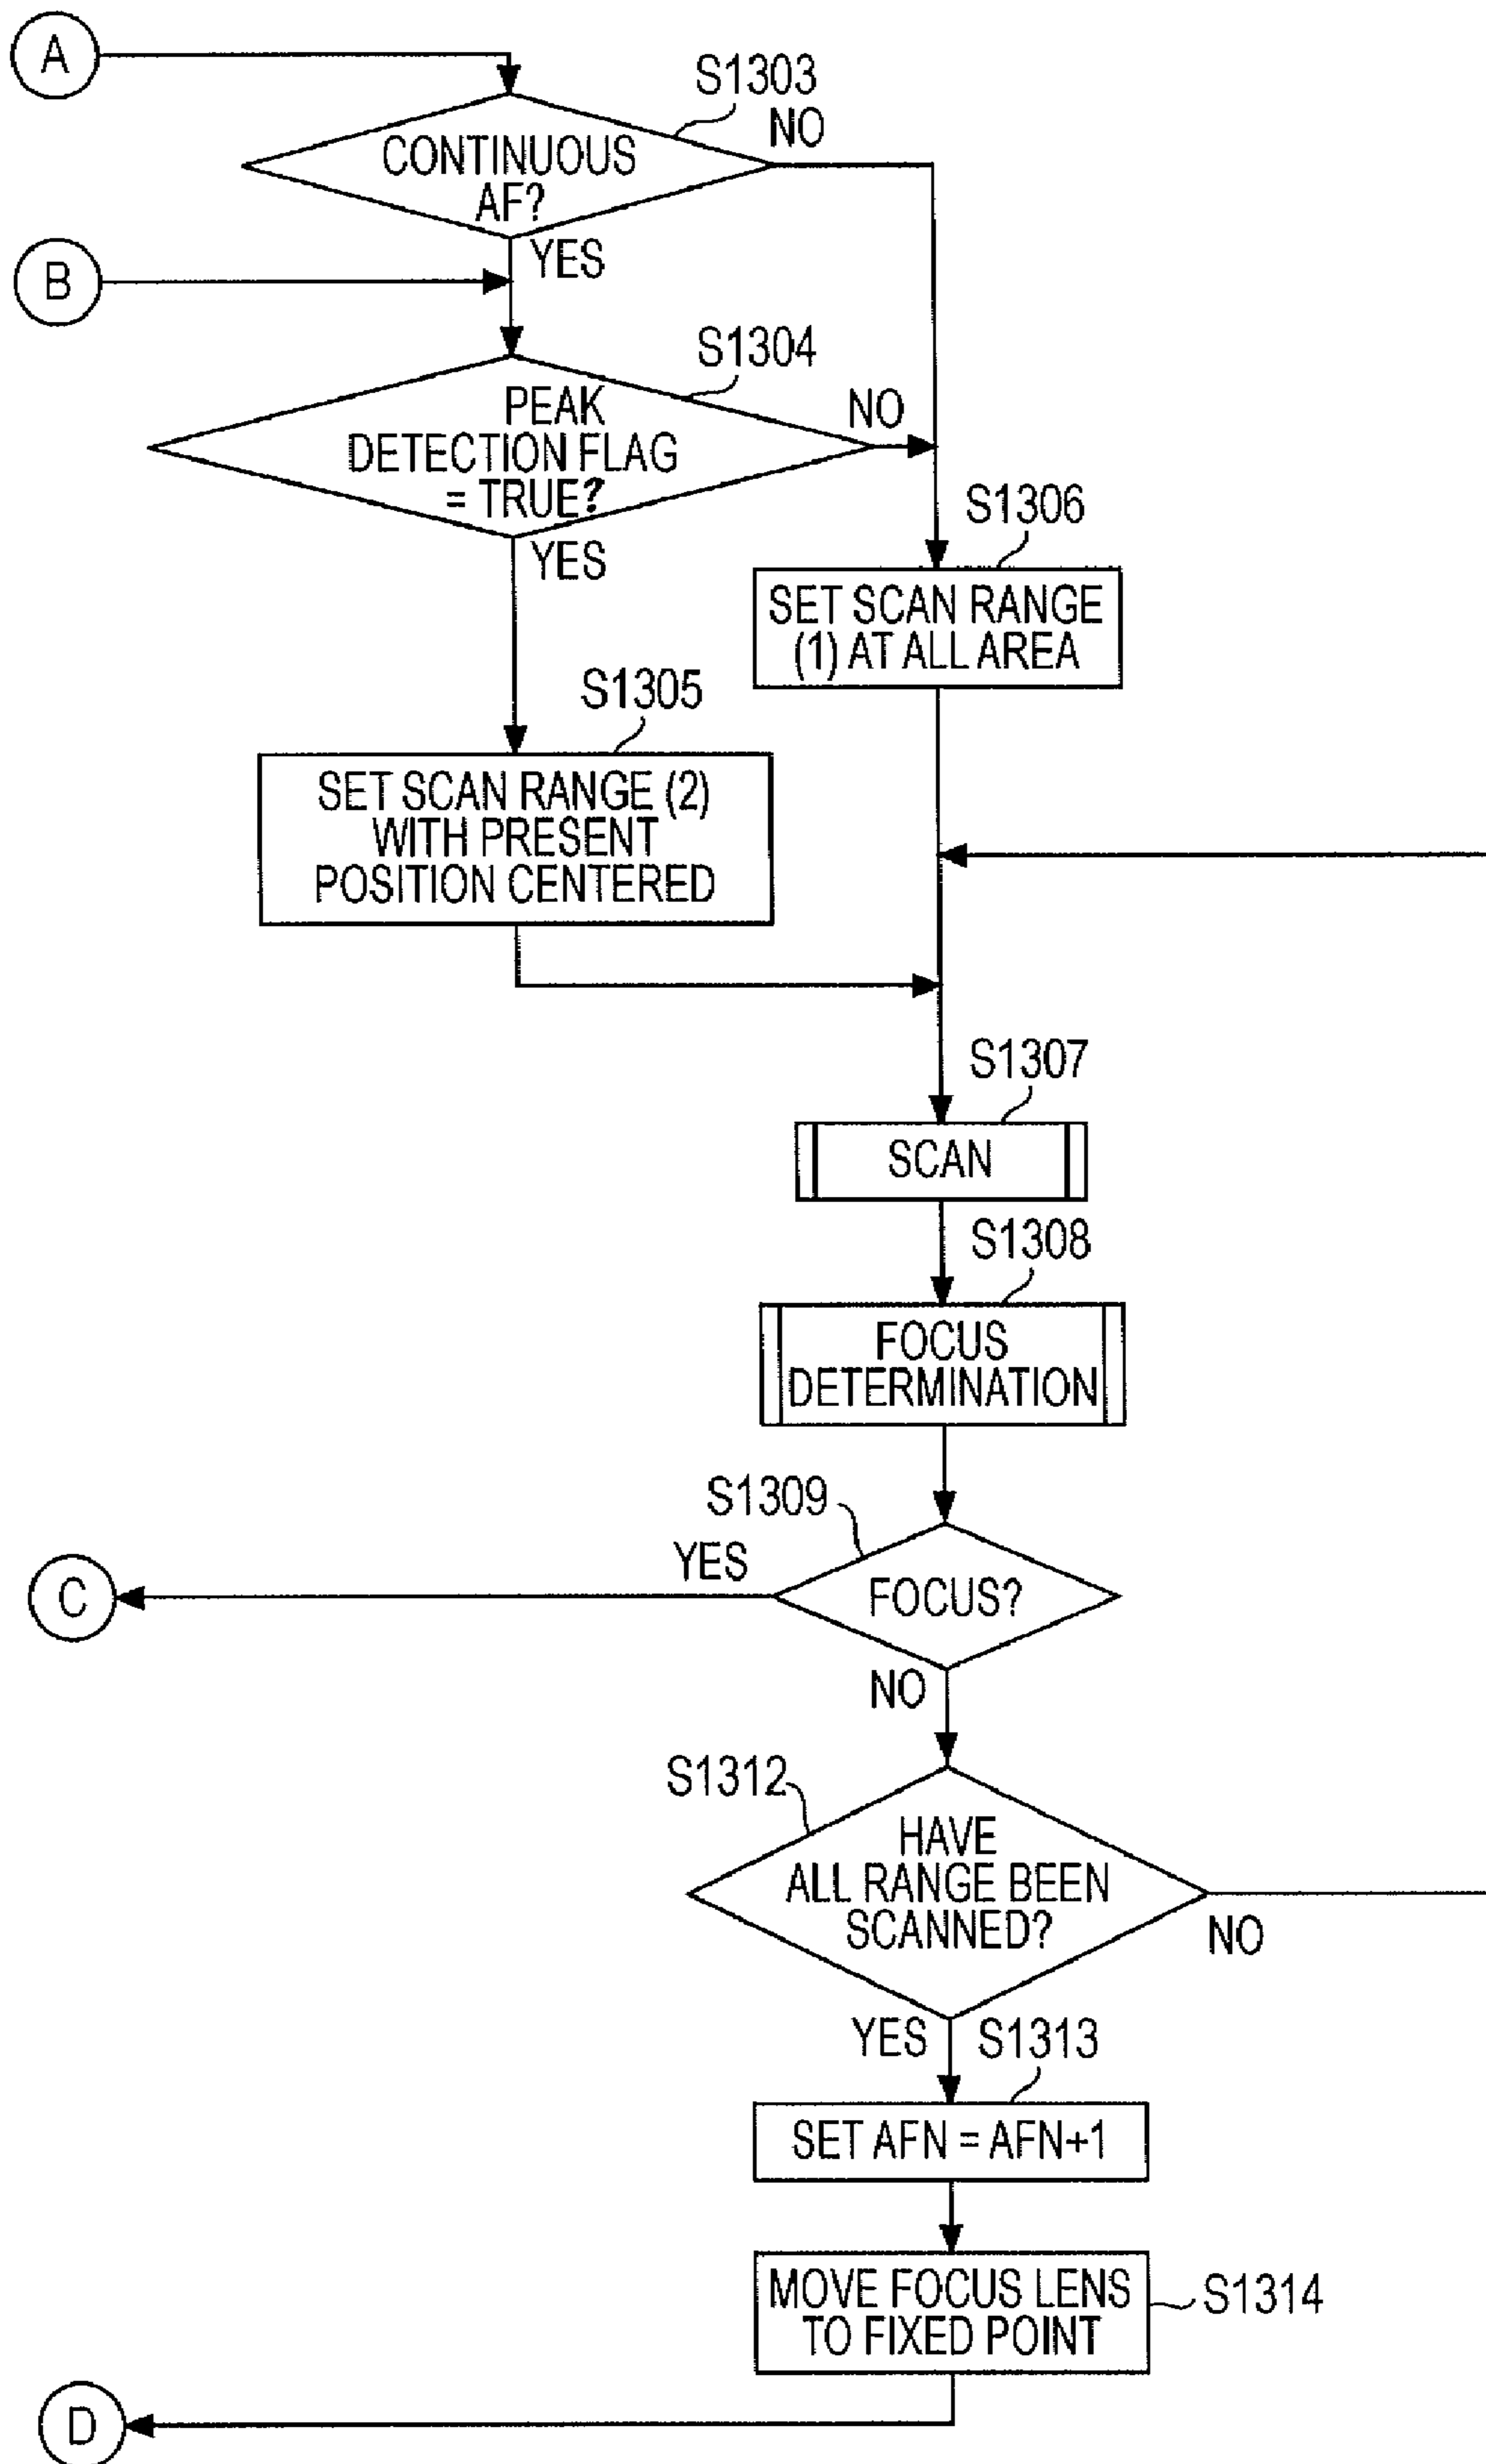 A
S1303
CONTINUOUS
AF?
NO
YES
B
S1304
PEAK
DETECTION FLAG
= TRUE?
NO
YES
S1306
SET SCAN RANGE
(1) AT ALL AREA
S1305
SET SCAN RANGE (2)
WITH PRESENT
POSITION CENTERED
S1307
SCAN
S1308
FOCUS
DETERMINATION
S1309
YES
FOCUS?
C
NO
S1312
HAVE
ALL RANGE BEEN
SCANNED?
NO
YES
S1313
SET AFN = AFN+1
MOVE FOCUS LENS
TO FIXED POINT
S1314
D